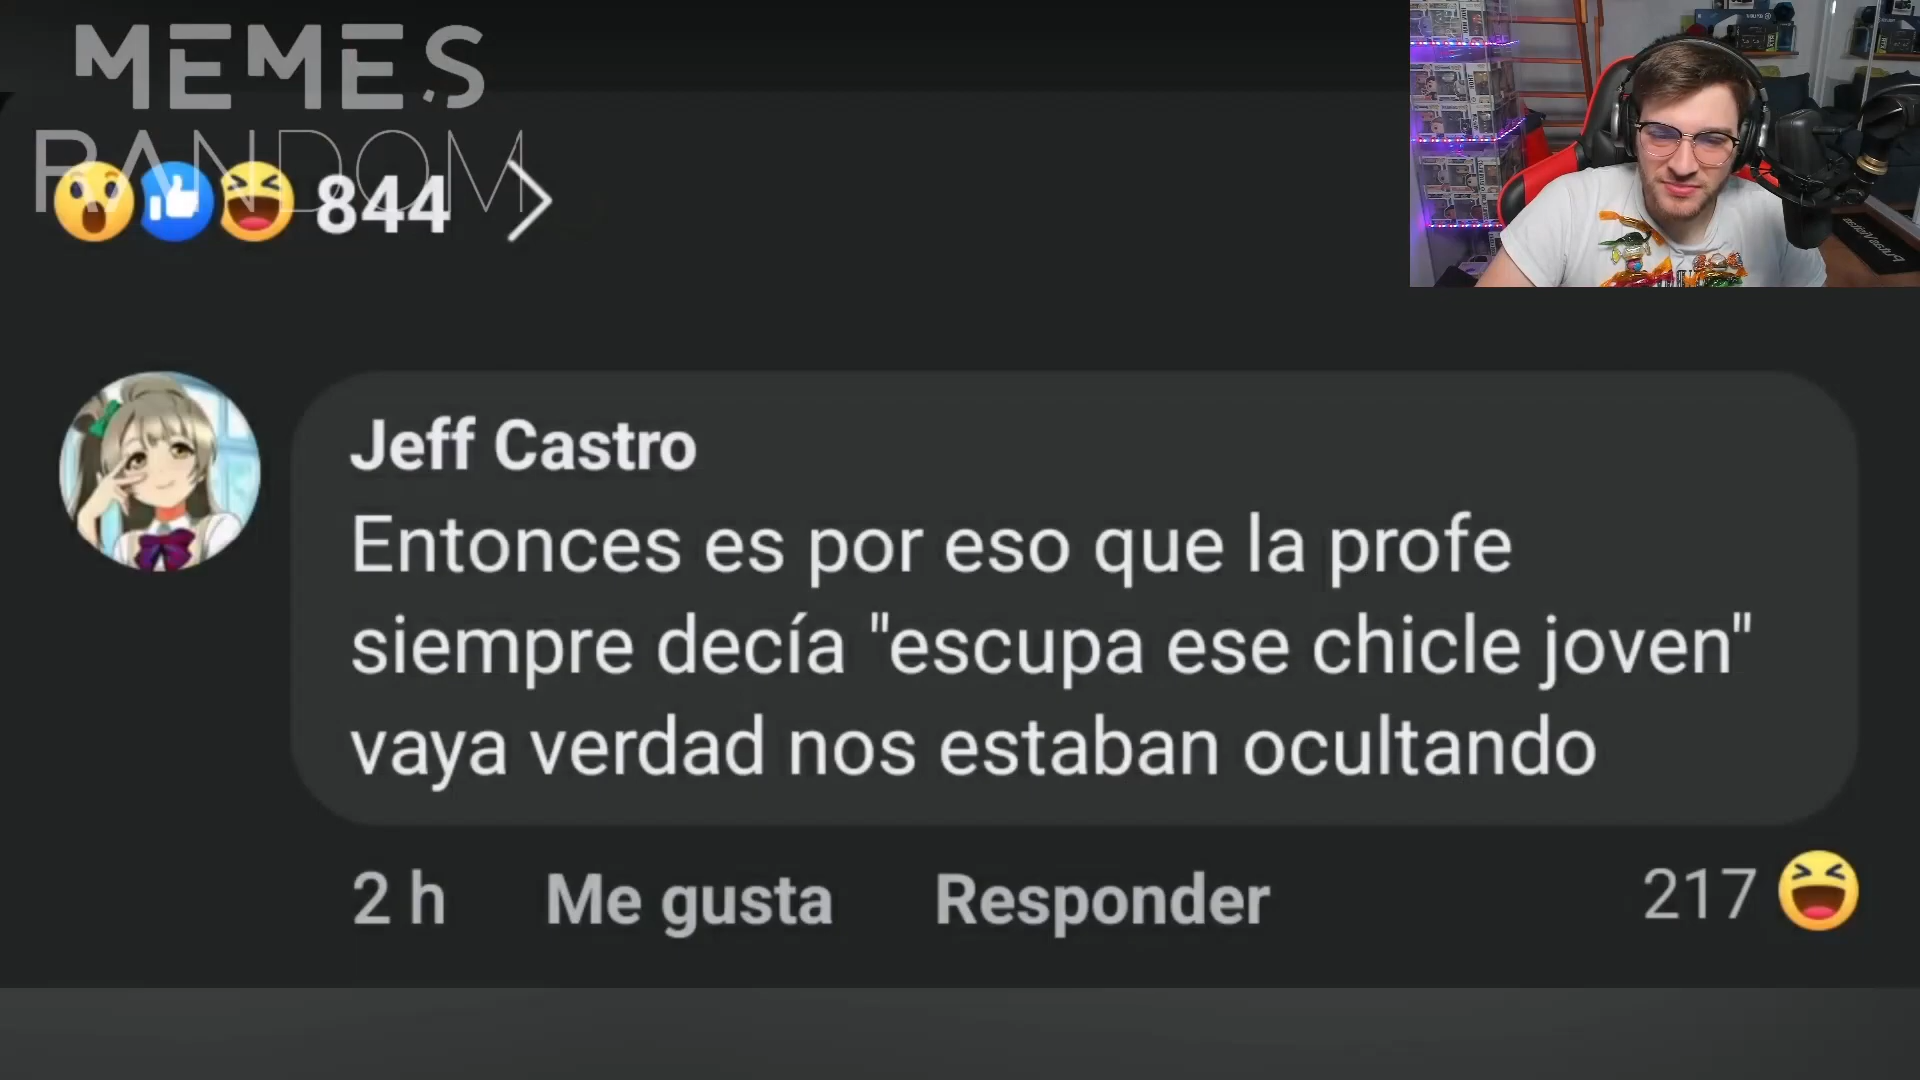 MEMES
RANDOM
844
Jeff Castro
Entonces es por eso que la profe
siempre decía "escupa ese chicle joven"
vaya verdad nos estaban ocultando
2 h Me gusta Responder 217